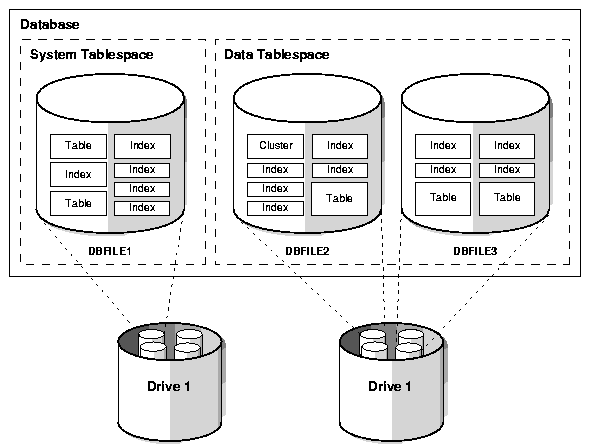 Database
System Tablespace
Data Tablespace
Table
Index
Index
Index
Index
Table
Index
Index
Cluster
Index
Index
Index
Index
Index
Index
Table
Index
Index
Index
Index
Table
Table
DBFILE1
DBFILE2
DBFILE3
Drive 1
Drive 1